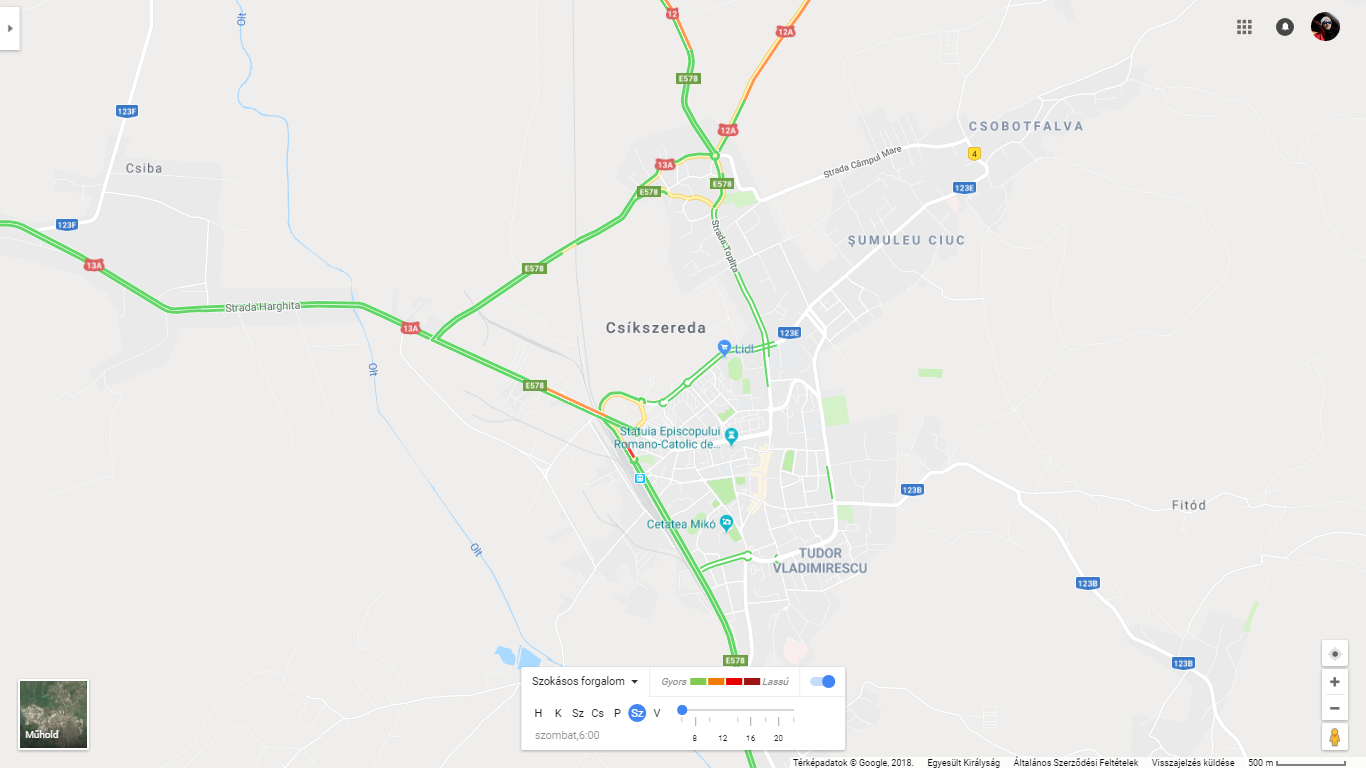 Olt
12
12A
E578
123F
12A
CSOBOTFALVA
Csiba
13A
Strada Câmpul Mare
4
E578
E578
123E
123F
Strada Toplița
ȘUMULEU CIUC
13A
E578
Strada Harghita
13A
Csíkszereda
123E
Lidl
Olt
E578
Statuia Episcopului
Romano-Catolic de...
123B
Fitód
Cetatea Mikó
Olt
TUDOR
VLADIMIRESCU
123B
E578
123B
Szokásos forgalom
Gyors
Lassú
H K Sz Cs P Sz V
8 12 16 20
szombat,6:00
Műhold
Térképadatok © Google, 2018. Egyesült Királyság Általános Szerződési Feltételek Visszajelzés küldése 500 m